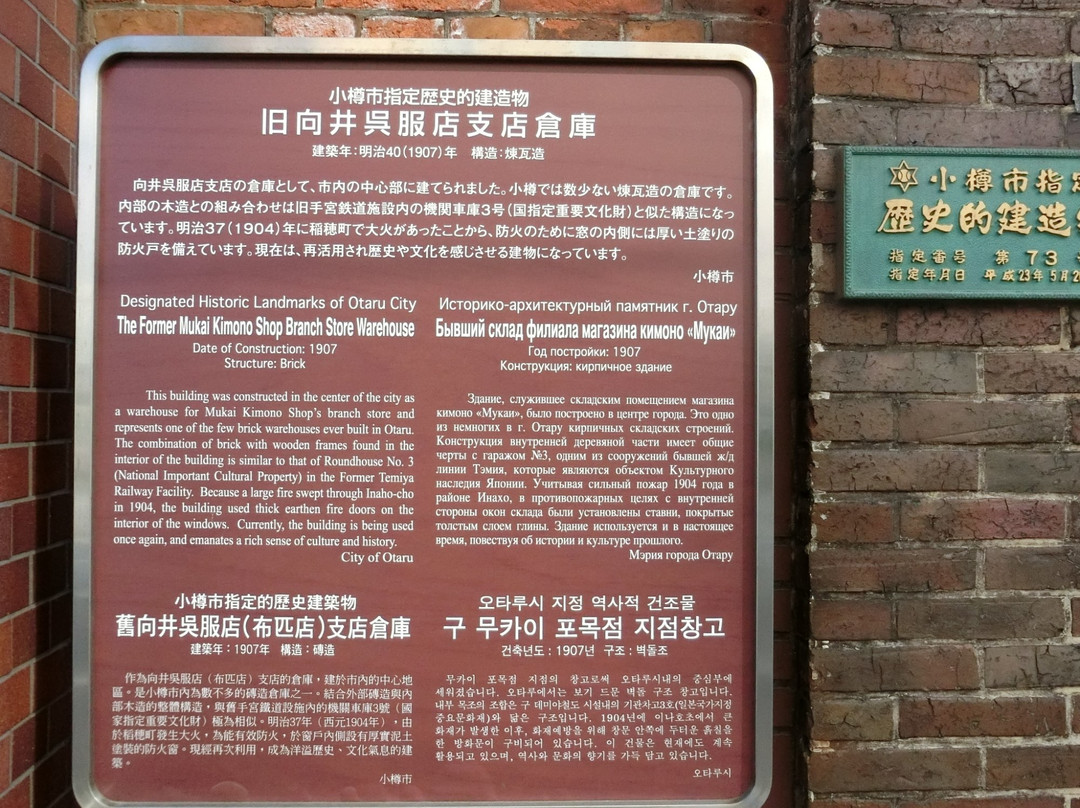 小樽市指定歴史的建造物
旧向井呉服店支店倉庫
建築年:明治40(1907)年 構造:煉瓦造
向井呉服店支店の倉庫として、市内の中心部に建てられました。小樽では数少ない煉瓦造の倉庫です。
内部の木造との組み合わせは旧手宮鉄道施設内の機関車庫3号(国指定重要文化財)と似た構造になっ
ています。明治37(1904)年に稲穂町で大火があったことから、防火のために窓の内側には厚い土塗りの
防火戸を備えています。現在は、再活用され歴史や文化を感じさせる建物になっています。
小樽市
Designated Historic Landmarks of Otaru City
The Former Mukai Kimono Shop Branch Store Warehouse
Date of Construction: 1907
Structure: Brick
This building was constructed in the center of the city as
a warehouse for Mukai Kimono Shop's branch store and
represents one of the few brick warehouses ever built in Otaru.
The combination of brick with wooden frames found in the
interior of the building is similar to that of Roundhouse No. 3
(National Important Cultural Property) in the Former Temiya
Railway Facility. Because a large fire swept through Inaho-cho
in 1904, the building used thick earthen fire doors on the
interior of the windows. Currently, the building is being used
once again, and emanates a rich sense of culture and history.
City of Otaru
Историко-архитектурный памятник г. Отару
Бывший склад филиала магазина кимоно «Мукаи»
Год постройки: 1907
Конструкция: кирпичное здание
Здание, служившее складским помещением магазина
кимоно «Мукаи», было построено в центре города. Это одно
из немногих в г. Отару кирпичных складских строений.
Конструкция внутренней деревяной части имеет общие
черты с гаражом №3, одним из сооружений бывшей ж/д
линии Тэмия, которые являются объектом Культурного
наследия Японии. Учитывая сильный пожар 1904 года в
районе Инахо, в противопожарных целях с внутренней
стороны окон склада были установлены ставни, покрытые
толстым слоем глины. Здание используется и в настоящее
время, повествуя об истории и культуре прошлого.
Мэрия города Отару
小樽市指定的歷史建築物
舊向井吳服店(布匹店)支店倉庫
建築年:1907年 構造:磚造
作為向井吳服店(布匹店)支店的倉庫,建於市內的中心地
區。是小樽市內為數不多的磚造倉庫之一。結合外部磚造與內
部木造的整體構造,與舊手宮鐵道設施內的機關車庫3號(國
家指定重要文化財)極為相似。明治37年(西元1904年),由
於稻穗町發生大火,為能有效防火,於窗戶內側設有厚實泥土
塗裝的防火窗。現經再次利用,成為洋溢歷史、文化氣息的建
築。
小樽市
오타루시 지정 역사적 건조물
구 무카이 포목점 지점창고
건축년도 : 1907년 구조 : 벽돌조
무카이 포목점 지점의 창고로써 오타루시내의 중심부에
세워졌습니다. 오타루에서는 보기 드문 벽돌 구조 창고입니다.
내부 목조의 조합은 구 데미야철도 시설내의 기관차고3호(일본국가지정
중요문화재)와 닮은 구조입니다. 1904년에 이나호초에서 큰
화재가 발생한 이후, 화재예방을 위해 창문 안쪽에 두터운 흙칠을
한 방화문이 구비되어 있습니다. 이 건물은 현재에도 계속
활용되고 있으며, 역사와 문화의 향기를 가득 담고 있습니다.
오타루시
小樽市指定
歴史的建造
指定番号 第73
指定年月日 平成23年5月2